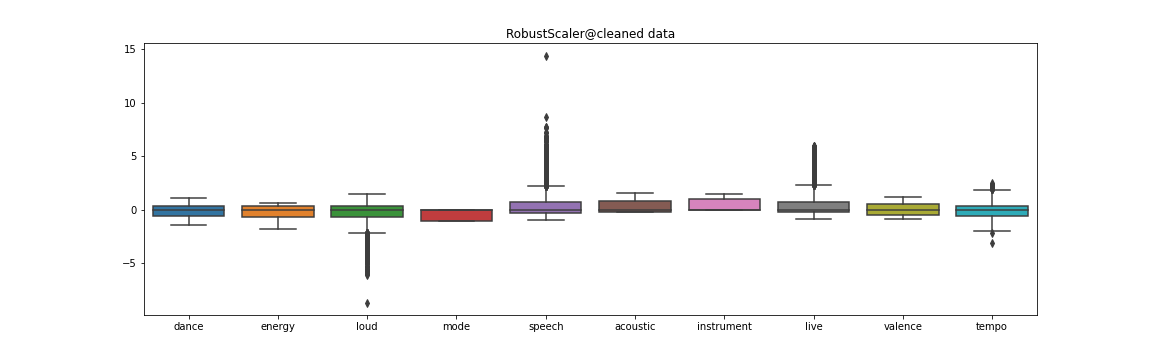 RobustScaler@cleaned data
15
10
5
0
−5
dance energy loud mode speech acoustic instrument live valence tempo